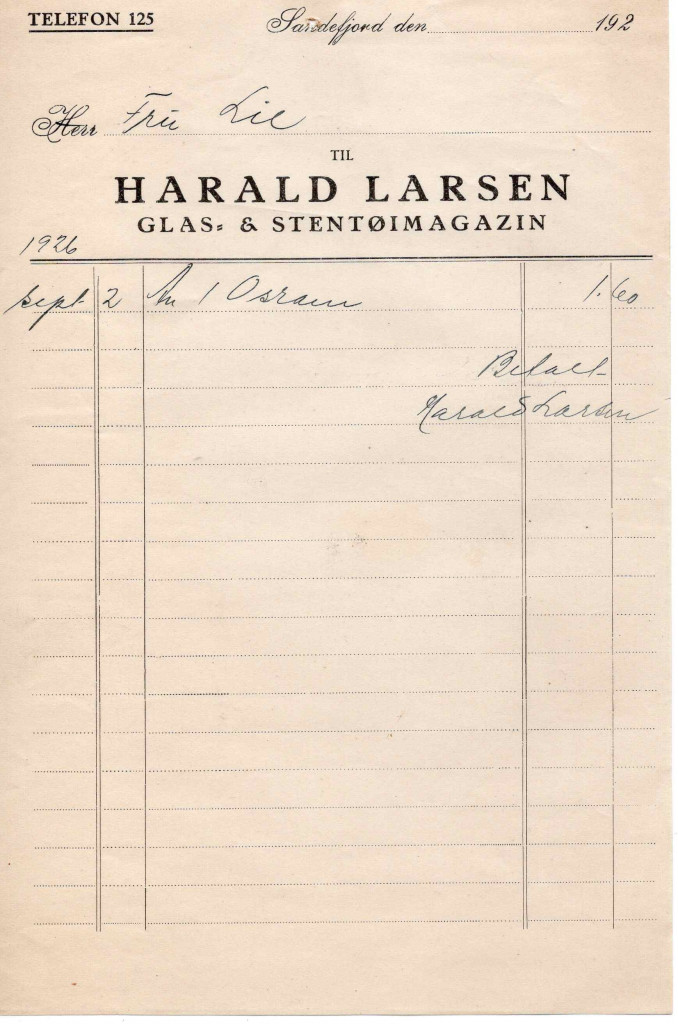 TELEFON 125
Sandefjord den 192
Herr Fru Lie
TIL
HARALD LARSEN
GLAS- & STENTØIMAGAZIN
1926
Sept 2 An 1 Osram 1.60
Betalt
Harald Larsen